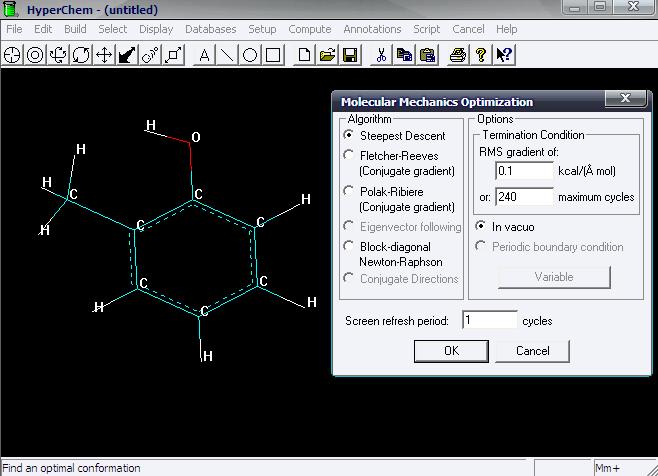 HyperChem - (untitled)
File Edit Build Select Display Databases Setup Compute Annotations Script Cancel Help
A
Molecular Mechanics Optimization
Algorithm
Steepest Descent
Fletcher-Reeves
(Conjugate gradient)
Polak-Ribiere
(Conjugate gradient)
Eigenvector following
Block-diagonal
Newton-Raphson
Conjugate Directions
Options
Termination Condition
RMS gradient of:
0.1 kcal/(Å mol)
or: 240 maximum cycles
In vacuo
Periodic boundary condition
Variable
Screen refresh period: 1 cycles
OK Cancel
H
O
H
H
C
C
H
H
C
C
C
C
H
C
H
H
Find an optimal conformation
Mm+